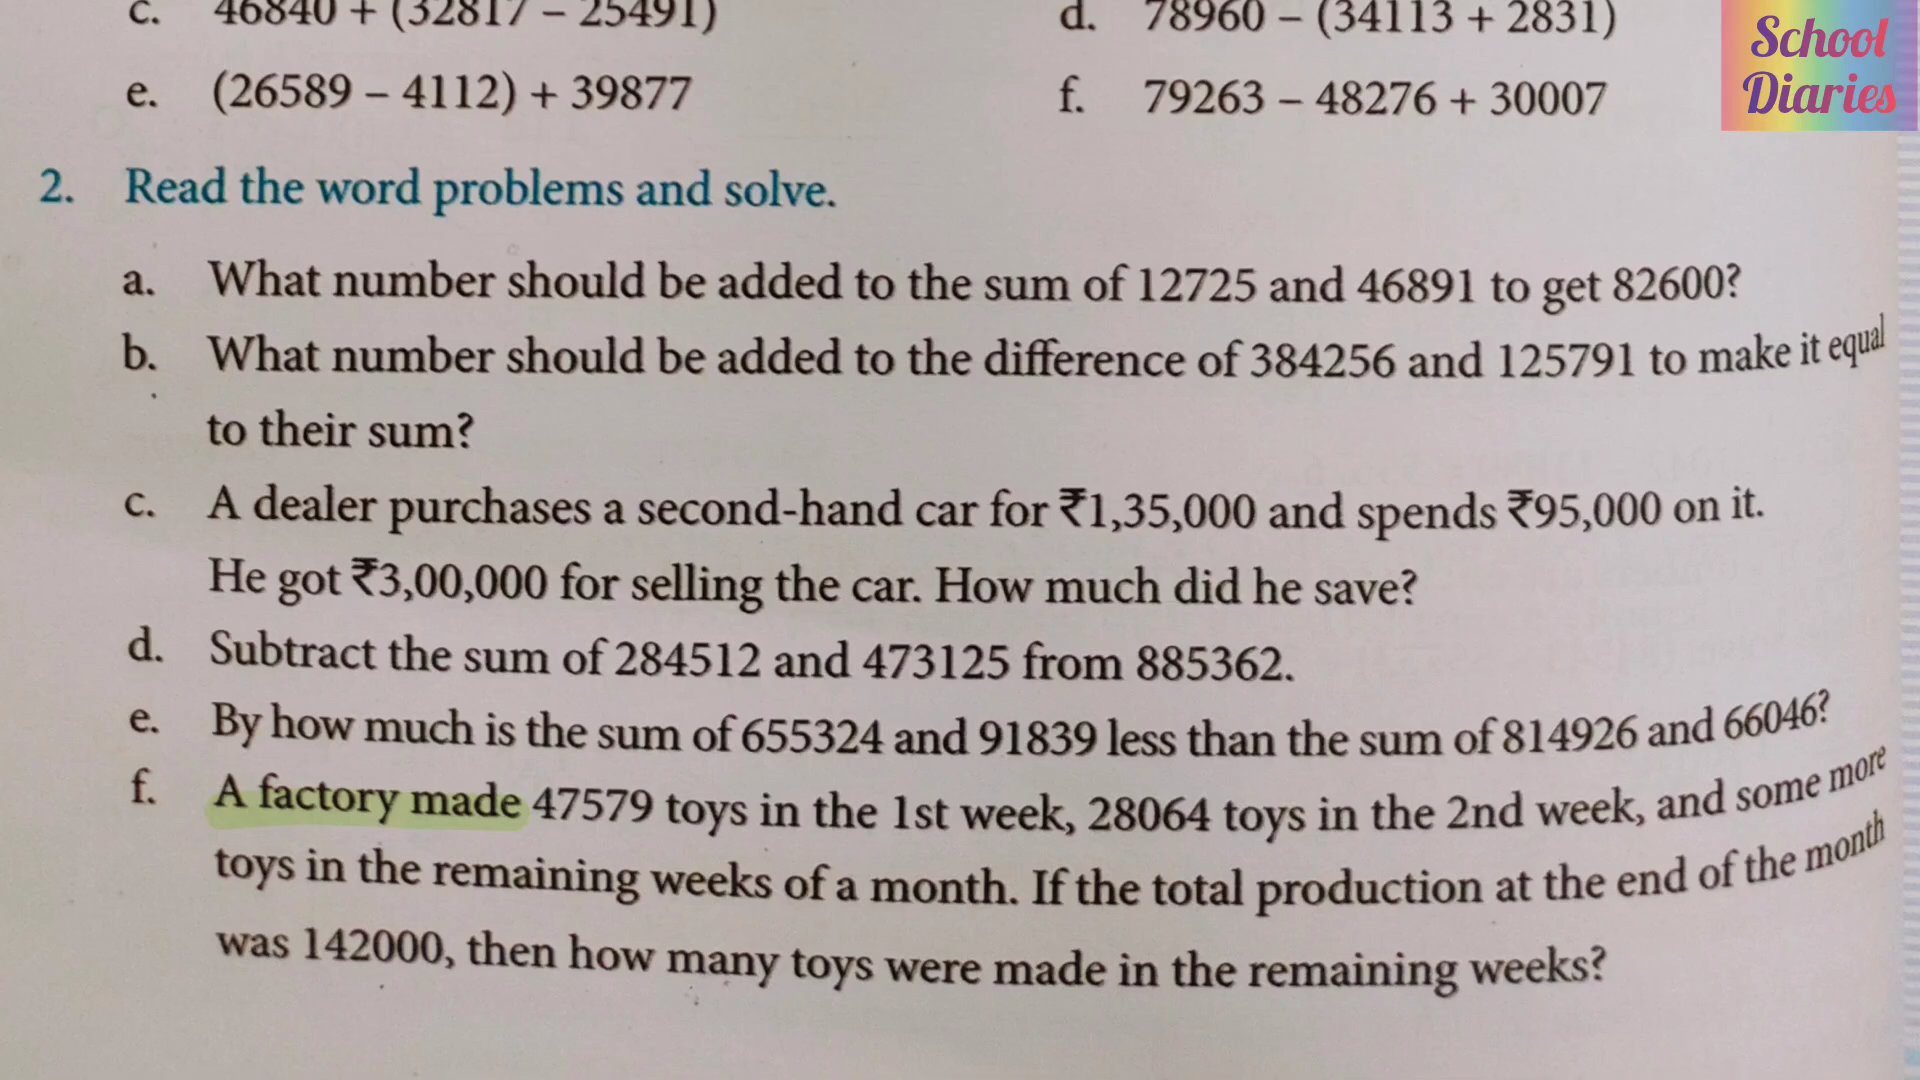 c. 46840 + (32817 – 25491)
d. 78960 – (34113 + 2831)
School
Diaries
e. (26589 – 4112) + 39877
f. 79263 – 48276 + 30007
2. Read the word problems and solve.
a. What number should be added to the sum of 12725 and 46891 to get 82600?
b. What number should be added to the difference of 384256 and 125791 to make it equal
to their sum?
c. A dealer purchases a second-hand car for ₹1,35,000 and spends ₹95,000 on it.
He got ₹3,00,000 for selling the car. How much did he save?
d. Subtract the sum of 284512 and 473125 from 885362.
e. By how much is the sum of 655324 and 91839 less than the sum of 814926 and 66046?
f. A factory made 47579 toys in the 1st week, 28064 toys in the 2nd week, and some more
toys in the remaining weeks of a month. If the total production at the end of the month
was 142000, then how many toys were made in the remaining weeks?